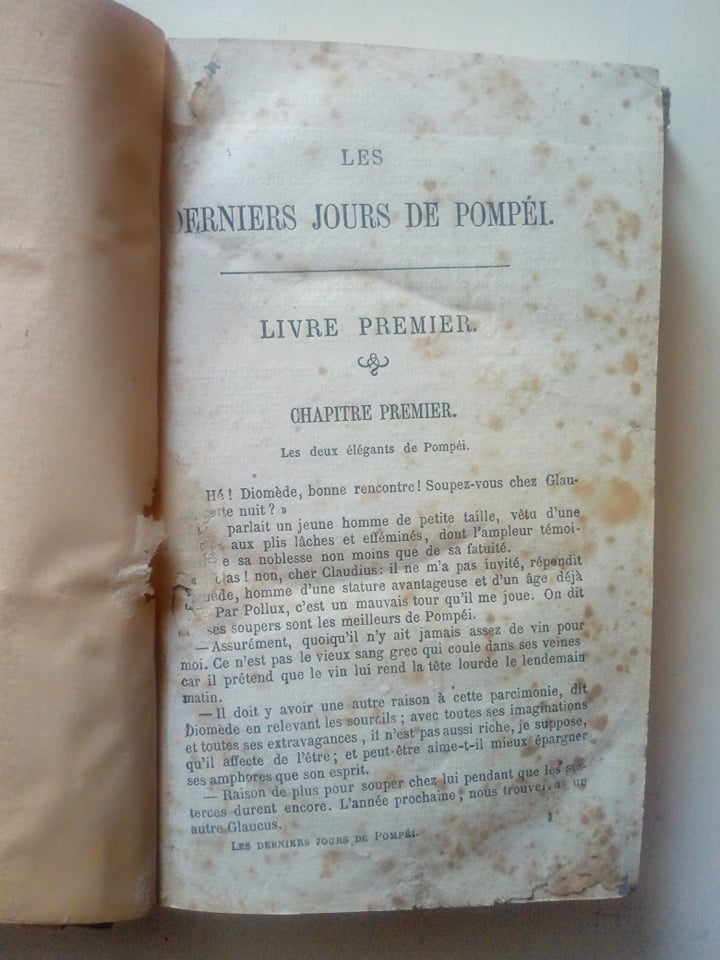 LES
DERNIERS JOURS DE POMPÉI.
LIVRE PREMIER.
CHAPITRE PREMIER.
Les deux élégants de Pompéi.
Hé! Diomède, bonne rencontre! Soupez-vous chez Glau-
nuit? »
parlait un jeune homme de petite taille, vêtu d'une
aux plis lâches et efféminés, dont l'ampleur témoi-
sa noblesse non moins que de sa fatuité.
non, cher Claudius: il ne m'a pas invité, répondit
homme d'une stature avantageuse et d'un âge déjà
Par Pollux, c'est un mauvais tour qu'il me joue. On dit
ses soupers sont les meilleurs de Pompéi.
— Assurément, quoiqu'il n'y ait jamais assez de vin pour
moi. Ce n'est pas le vieux sang grec qui coule dans ses veines
car il prétend que le vin lui rend la tête lourde le lendemain
matin.
— Il doit y avoir une autre raison à cette parcimonie, dit
Diomède en relevant les sourcils; avec toutes ses imaginations
et toutes ses extravagances, il n'est pas aussi riche, je suppose,
qu'il affecte de l'être; et peut-être aime-t-il mieux épargner
ses amphores que son esprit.
— Raison de plus pour souper chez lui pendant que les ses-
terces durent encore. L'année prochaine, nous trouverons un
autre Glaucus.
LES DERNIERS JOURS DE POMPÉI.